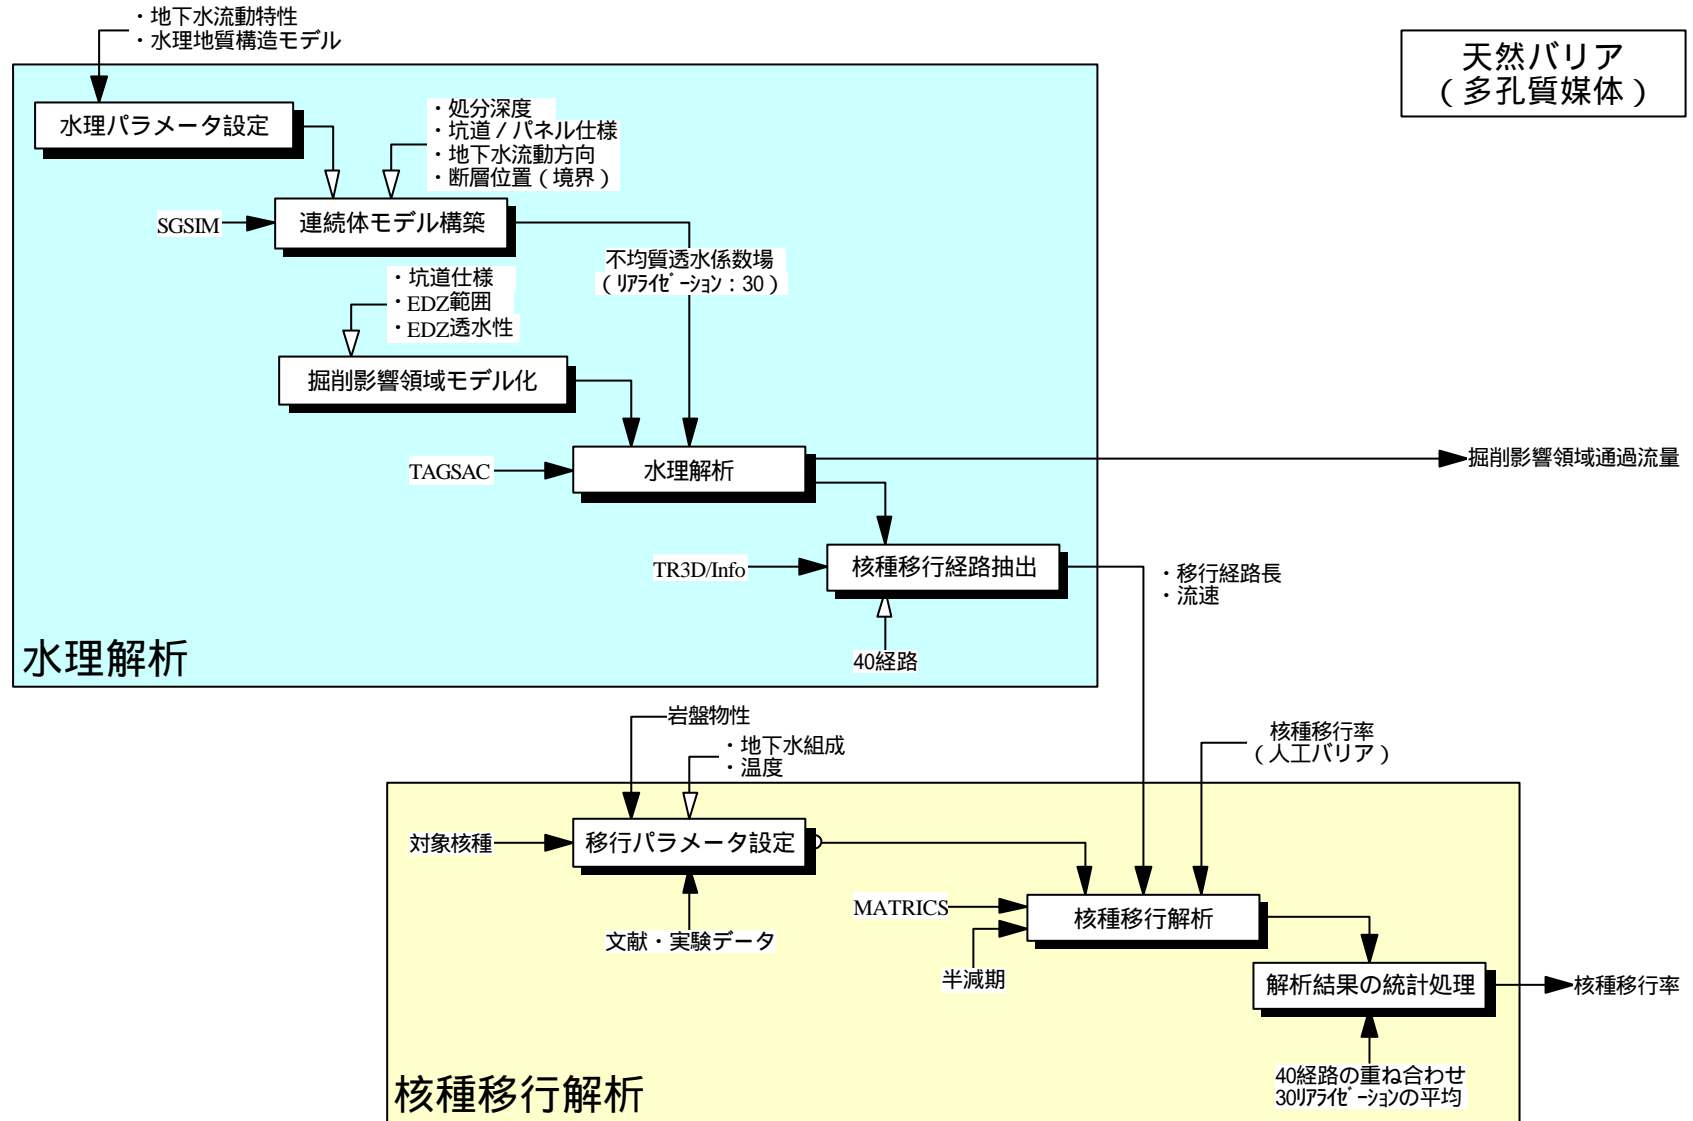 ・地下水流動特性
・水理地質構造モデル
天然バリア
（多孔質媒体）
水理パラメータ設定
・処分深度
・坑道／パネル仕様
・地下水流動方向
・断層位置（境界）
SGSIM
連続体モデル構築
不均質透水係数場
（ﾘｱﾗｲｾﾞｰｼｮﾝ：30）
・坑道仕様
・EDZ範囲
・EDZ透水性
掘削影響領域モデル化
TAGSAC
水理解析
掘削影響領域通過流量
TR3D/Info
核種移行経路抽出
・移行経路長
・流速
40経路
水理解析
岩盤物性
・地下水組成
・温度
核種移行率
（人工バリア）
対象核種
移行パラメータ設定
文献・実験データ
MATRICS
核種移行解析
半減期
解析結果の統計処理
核種移行率
40経路の重ね合わせ
30ﾘｱﾗｲｾﾞｰｼｮﾝの平均
核種移行解析